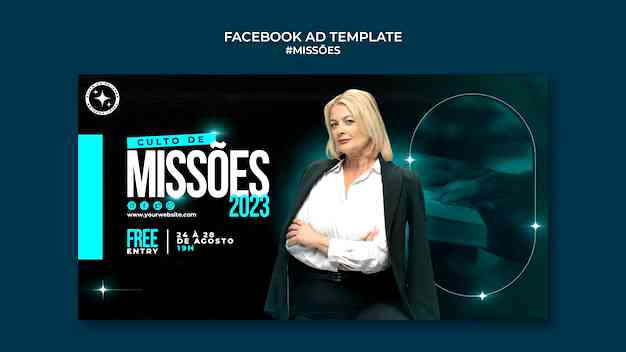 FACEBOOK AD TEMPLATE
#MISSÕES
CULTO DE
MISSÕES
2023
www.yourwebsite.com
FREE
ENTRY
24 À 28
DE AGOSTO
19H